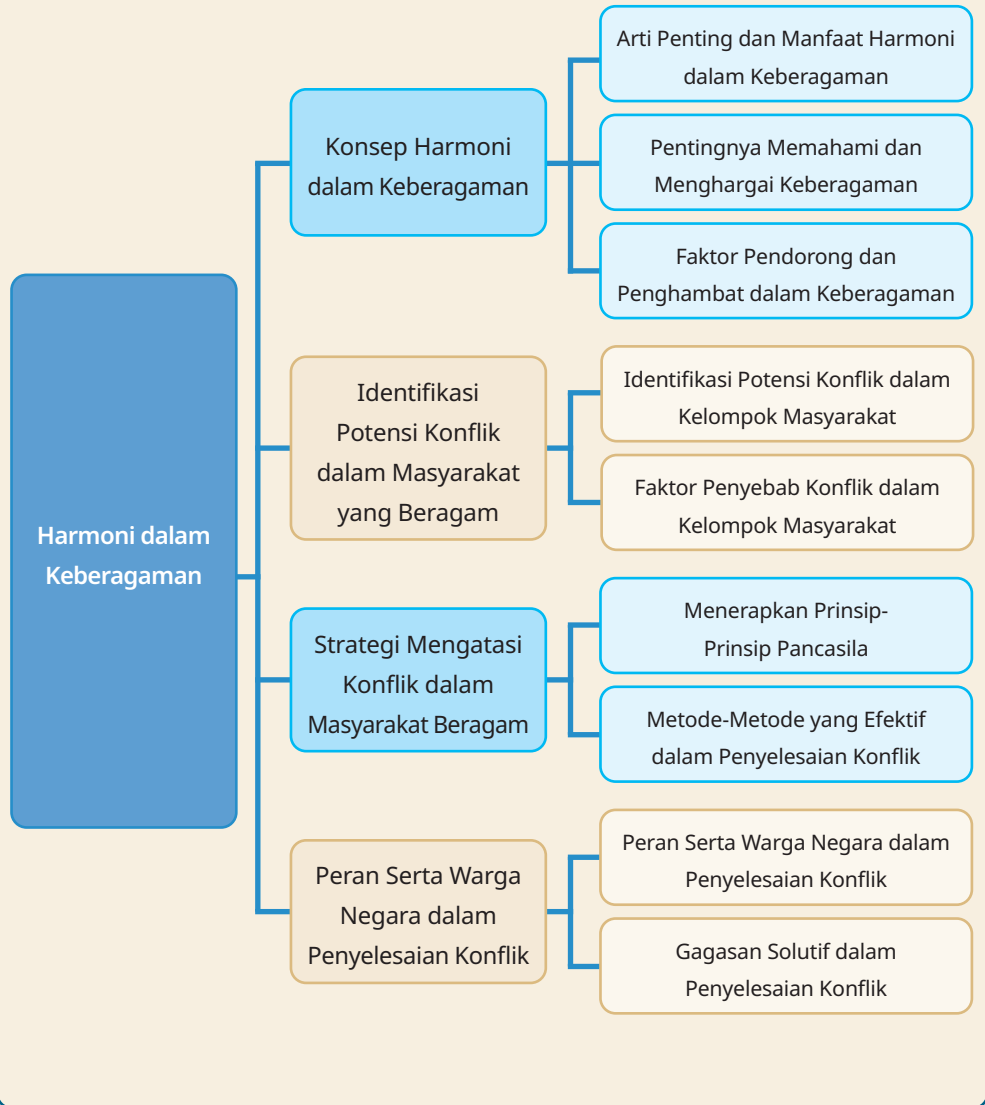 Harmoni dalam
Keberagaman
Konsep Harmoni
dalam Keberagaman
Arti Penting dan Manfaat Harmoni
dalam Keberagaman
Pentingnya Memahami dan
Menghargai Keberagaman
Faktor Pendorong dan
Penghambat dalam Keberagaman
Identifikasi
Potensi Konflik
dalam Masyarakat
yang Beragam
Identifikasi Potensi Konflik dalam
Kelompok Masyarakat
Faktor Penyebab Konflik dalam
Kelompok Masyarakat
Strategi Mengatasi
Konflik dalam
Masyarakat Beragam
Menerapkan Prinsip-
Prinsip Pancasila
Metode-Metode yang Efektif
dalam Penyelesaian Konflik
Peran Serta Warga
Negara dalam
Penyelesaian Konflik
Peran Serta Warga Negara dalam
Penyelesaian Konflik
Gagasan Solutif dalam
Penyelesaian Konflik